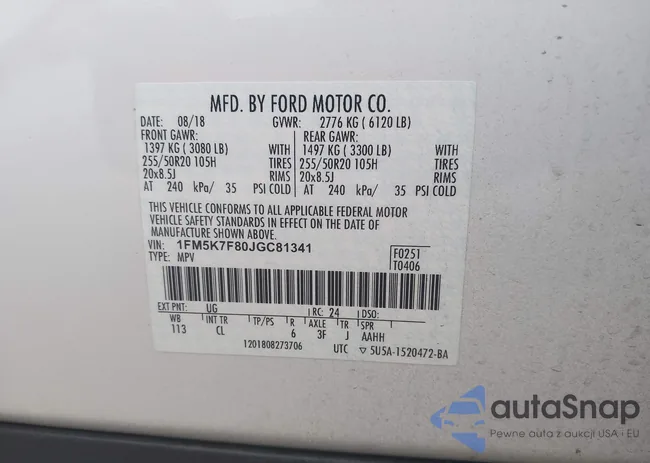 MFD. BY FORD MOTOR CO.
DATE: 08/18 GVWR: 2776 KG ( 6120 LB)
FRONT GAWR: REAR GAWR:
1397 KG ( 3080 LB) WITH 1497 KG ( 3300 LB) WITH
255/50R20 105H TIRES 255/50R20 105H TIRES
20x8.5J RIMS 20x8.5J RIMS
AT 240 kPa/ 35 PSI COLD AT 240 kPa/ 35 PSI COLD
THIS VEHICLE CONFORMS TO ALL APPLICABLE FEDERAL MOTOR
VEHICLE SAFETY STANDARDS IN EFFECT ON THE DATE OF
MANUFACTURE SHOWN ABOVE.
VIN: 1FM5K7F80JGC81341 F0251
TYPE: MPV T0406
EXT PNT: UG RC: 24 DSO:
WB INT TR TP/PS R AXLE TR SPR
113 CL 6 3F J AAHH
1201808273706 UTC ▽ 5U5A-1520472-BA
autoSnap
Pewne auta z aukcji USA i EU